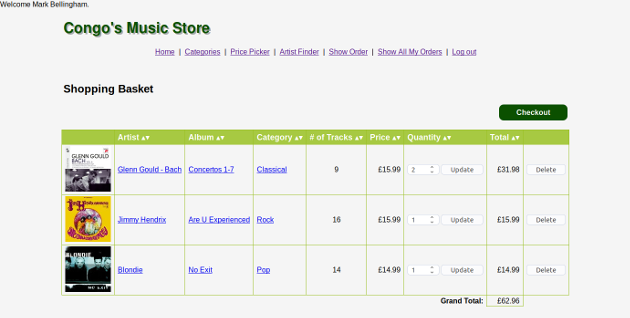 Welcome Mark Bellingham.
Congo's Music Store
Home | Categories | Price Picker | Artist Finder | Show Order | Show All My Orders | Log out
Shopping Basket
Checkout
Artist ▴▾ Album ▴▾ Category ▴▾ # of Tracks ▴▾ Price ▴▾ Quantity ▴▾ Total ▴▾
GLENN GOULD
BACH
Glenn Gould - Bach Concertos 1-7 Classical 9 £15.99 2 Update £31.98 Delete
Jimmy Hendrix Are U Experienced Rock 16 £15.99 1 Update £15.99 Delete
BLONDIE
Blondie No Exit Pop 14 £14.99 1 Update £14.99 Delete
Grand Total: £62.96